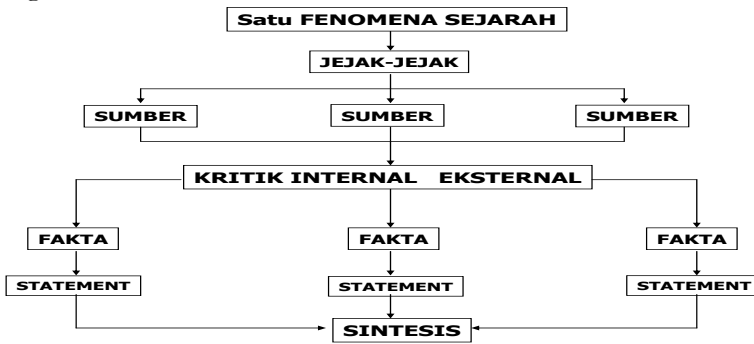 Satu FENOMENA SEJARAH
JEJAK-JEJAK
SUMBER SUMBER SUMBER
KRITIK INTERNAL EKSTERNAL
FAKTA FAKTA FAKTA
STATEMENT STATEMENT STATEMENT
SINTESIS